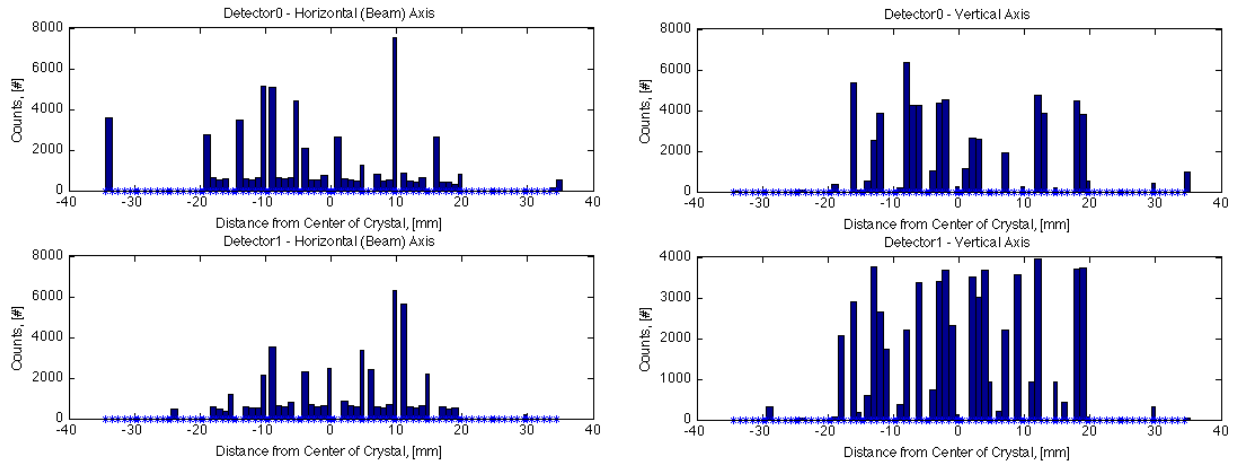 Detector0 - Horizontal (Beam) Axis
8000
6000
4000
2000
0
Counts, [#]
-40 -30 -20 -10 0 10 20 30 40
Distance from Center of Crystal, [mm]
Detector0 - Vertical Axis
8000
6000
4000
2000
0
Counts, [#]
-40 -30 -20 -10 0 10 20 30 40
Distance from Center of Crystal, [mm]
Detector1 - Horizontal (Beam) Axis
8000
6000
4000
2000
0
Counts, [#]
-40 -30 -20 -10 0 10 20 30 40
Distance from Center of Crystal, [mm]
Detector1 - Vertical Axis
4000
3000
2000
1000
0
Counts, [#]
-40 -30 -20 -10 0 10 20 30 40
Distance from Center of Crystal, [mm]